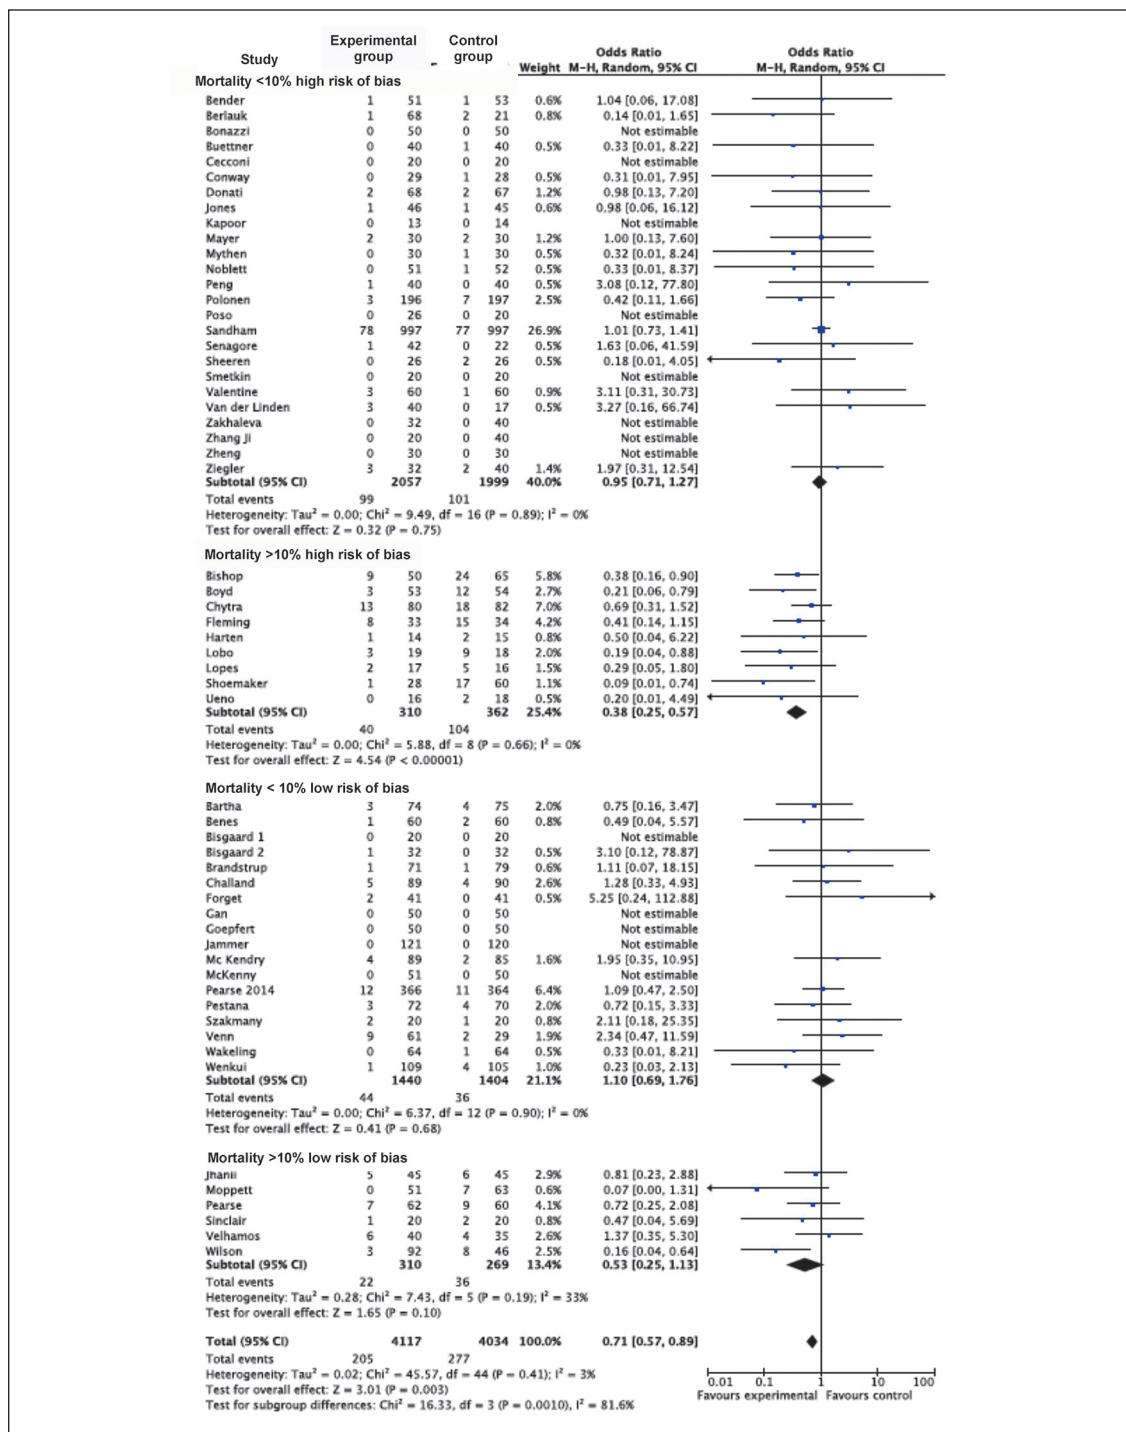 Experimental Control Odds Ratio Odds Ratio
Study group group Weight M-H, Random, 95% CI M-H, Random, 95% CI
Mortality <10% high risk of bias
Bender 1 51 1 53 0.6% 1.04 [0.06, 17.08]
Berlauk 1 68 2 21 0.8% 0.14 [0.01, 1.65]
Bonazzi 0 50 0 50 Not estimable
Buettner 0 40 1 40 0.5% 0.33 [0.01, 8.22]
Cecconi 0 20 0 20 Not estimable
Conway 0 29 1 28 0.5% 0.31 [0.01, 7.95]
Donati 2 68 2 67 1.2% 0.98 [0.13, 7.20]
Jones 1 46 1 45 0.6% 0.98 [0.06, 16.12]
Kapoor 0 13 0 14 Not estimable
Mayer 2 30 2 30 1.2% 1.00 [0.13, 7.60]
Mythen 0 30 1 30 0.5% 0.32 [0.01, 8.24]
Noblett 0 51 1 52 0.5% 0.33 [0.01, 8.37]
Peng 1 40 0 40 0.5% 3.08 [0.12, 77.80]
Polonen 3 196 7 197 2.5% 0.42 [0.11, 1.66]
Poso 0 26 0 20 Not estimable
Sandham 78 997 77 997 26.9% 1.01 [0.73, 1.41]
Senagore 1 42 0 22 0.5% 1.63 [0.06, 41.59]
Sheeren 0 26 2 26 0.5% 0.18 [0.01, 4.05]
Smetkin 0 20 0 20 Not estimable
Valentine 3 60 1 60 0.9% 3.11 [0.31, 30.73]
Van der Linden 3 40 0 17 0.5% 3.27 [0.16, 66.74]
Zakhaleva 0 32 0 40 Not estimable
Zhang Ji 0 20 0 40 Not estimable
Zheng 0 30 0 30 Not estimable
Ziegler 3 32 2 40 1.4% 1.97 [0.31, 12.54]
Subtotal (95% CI) 2057 1999 40.0% 0.95 [0.71, 1.27]
Total events 99 101
Heterogeneity: Tau² = 0.00; Chi² = 9.49, df = 16 (P = 0.89); I² = 0%
Test for overall effect: Z = 0.32 (P = 0.75)
Mortality >10% high risk of bias
Bishop 9 50 24 65 5.8% 0.38 [0.16, 0.90]
Boyd 3 53 12 54 2.7% 0.21 [0.06, 0.79]
Chytra 13 80 18 82 7.0% 0.69 [0.31, 1.52]
Fleming 8 33 15 34 4.2% 0.41 [0.14, 1.15]
Harten 1 14 2 15 0.8% 0.50 [0.04, 6.22]
Lobo 3 19 9 18 2.0% 0.19 [0.04, 0.88]
Lopes 2 17 5 16 1.5% 0.29 [0.05, 1.80]
Shoemaker 1 28 17 60 1.1% 0.09 [0.01, 0.74]
Ueno 0 16 2 18 0.5% 0.20 [0.01, 4.49]
Subtotal (95% CI) 310 362 25.4% 0.38 [0.25, 0.57]
Total events 40 104
Heterogeneity: Tau² = 0.00; Chi² = 5.88, df = 8 (P = 0.66); I² = 0%
Test for overall effect: Z = 4.54 (P < 0.00001)
Mortality < 10% low risk of bias
Bartha 3 74 4 75 2.0% 0.75 [0.16, 3.47]
Benes 1 60 2 60 0.8% 0.49 [0.04, 5.57]
Bisgaard 1 0 20 0 20 Not estimable
Bisgaard 2 1 32 0 32 0.5% 3.10 [0.12, 78.87]
Brandstrup 1 71 1 79 0.6% 1.11 [0.07, 18.15]
Challand 5 89 4 90 2.6% 1.28 [0.33, 4.93]
Forget 2 41 0 41 0.5% 5.25 [0.24, 112.88]
Gan 0 50 0 50 Not estimable
Goepfert 0 50 0 50 Not estimable
Jammer 0 121 0 120 Not estimable
Mc Kendry 4 89 2 85 1.6% 1.95 [0.35, 10.95]
McKenny 0 51 0 50 Not estimable
Pearse 2014 12 366 11 364 6.4% 1.09 [0.47, 2.50]
Pestana 3 72 4 70 2.0% 0.72 [0.15, 3.33]
Szakmany 2 20 1 20 0.8% 2.11 [0.18, 25.35]
Venn 9 61 2 29 1.9% 2.34 [0.47, 11.59]
Wakeling 0 64 1 64 0.5% 0.33 [0.01, 8.21]
Wenkui 1 109 4 105 1.0% 0.23 [0.03, 2.13]
Subtotal (95% CI) 1440 1404 21.1% 1.10 [0.69, 1.76]
Total events 44 36
Heterogeneity: Tau² = 0.00; Chi² = 6.37, df = 12 (P = 0.90); I² = 0%
Test for overall effect: Z = 0.41 (P = 0.68)
Mortality >10% low risk of bias
Jhanii 5 45 6 45 2.9% 0.81 [0.23, 2.88]
Moppett 0 51 7 63 0.6% 0.07 [0.00, 1.31]
Pearse 7 62 9 60 4.1% 0.72 [0.25, 2.08]
Sinclair 1 20 2 20 0.8% 0.47 [0.04, 5.69]
Velhamos 6 40 4 35 2.6% 1.37 [0.35, 5.30]
Wilson 3 92 8 46 2.5% 0.16 [0.04, 0.64]
Subtotal (95% CI) 310 269 13.4% 0.53 [0.25, 1.13]
Total events 22 36
Heterogeneity: Tau² = 0.28; Chi² = 7.43, df = 5 (P = 0.19); I² = 33%
Test for overall effect: Z = 1.65 (P = 0.10)
Total (95% CI) 4117 4034 100.0% 0.71 [0.57, 0.89]
Total events 205 277
Heterogeneity: Tau² = 0.02; Chi² = 45.57, df = 44 (P = 0.41); I² = 3%
Test for overall effect: Z = 3.01 (P = 0.003)
Test for subgroup differences: Chi² = 16.33, df = 3 (P = 0.0010), I² = 81.6%
0.01 0.1 1 10 100
Favours experimental Favours control